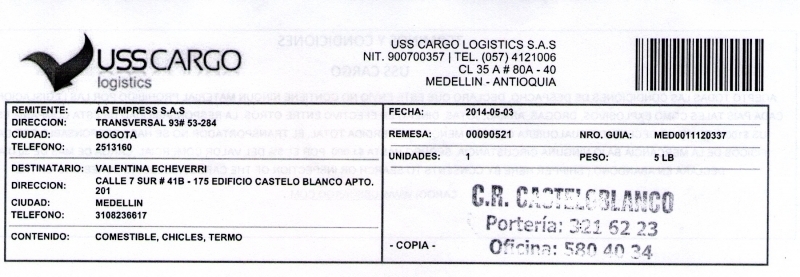 USSCARGO
logistics
USS CARGO LOGISTICS S.A.S
NIT. 900700357 | TEL. (057) 4121006
CL 35 A # 80A - 40
MEDELLIN - ANTIOQUIA
REMITENTE: AR EMPRESS S.A.S
DIRECCION: TRANSVERSAL 93# 53-284
CIUDAD: BOGOTA
TELEFONO: 2513160
DESTINATARIO: VALENTINA ECHEVERRI
DIRECCION: CALLE 7 SUR # 41B - 175 EDIFICIO CASTELO BLANCO APTO.
201
CIUDAD: MEDELLIN
TELEFONO: 3108236617
CONTENIDO: COMESTIBLE, CHICLES, TERMO
FECHA: 2014-05-03
REMESA: 00090521 NRO. GUIA: MED0011120337
UNIDADES: 1 PESO: 5 LB
C.R. CASTELOBLANCO
Portería: 321 62 23
Oficina: 580 40 34
- COPIA -